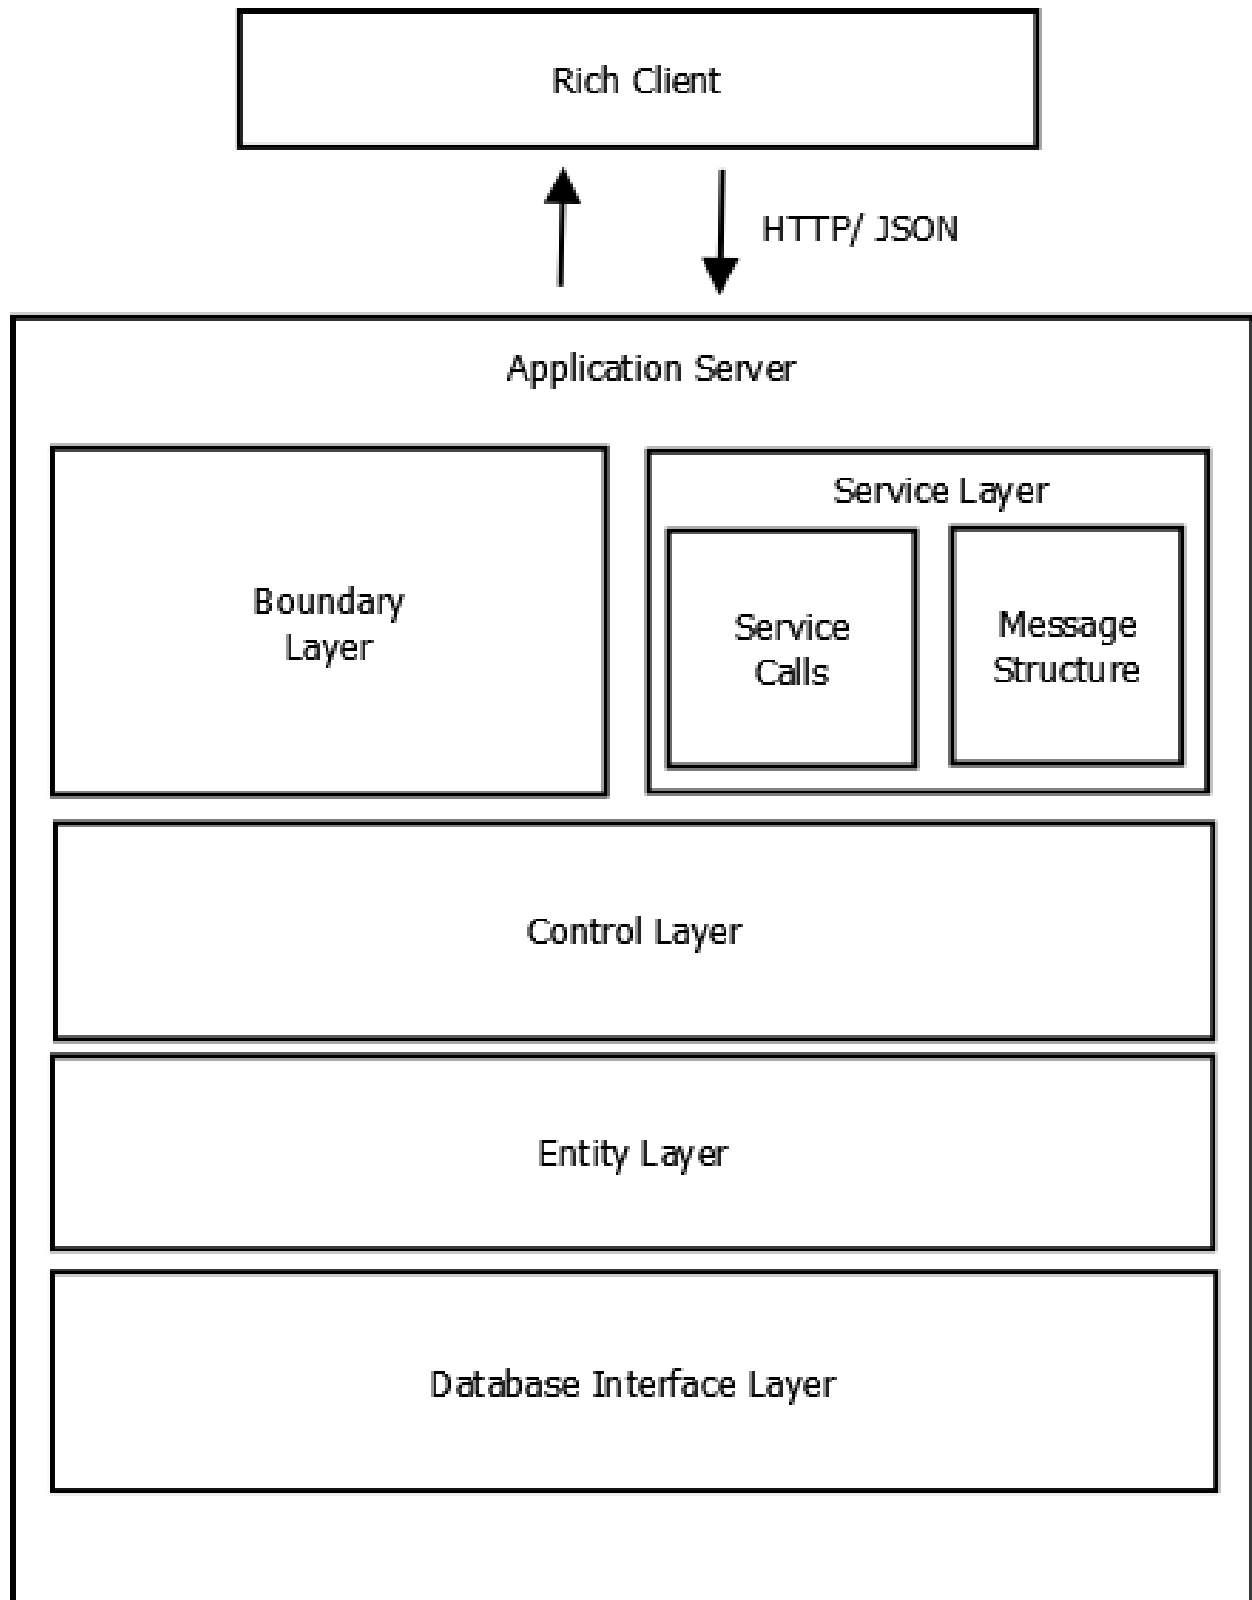 Rich Client
HTTP/ JSON
Application Server
Boundary
Layer
Service Layer
Service
Calls
Message
Structure
Control Layer
Entity Layer
Database Interface Layer